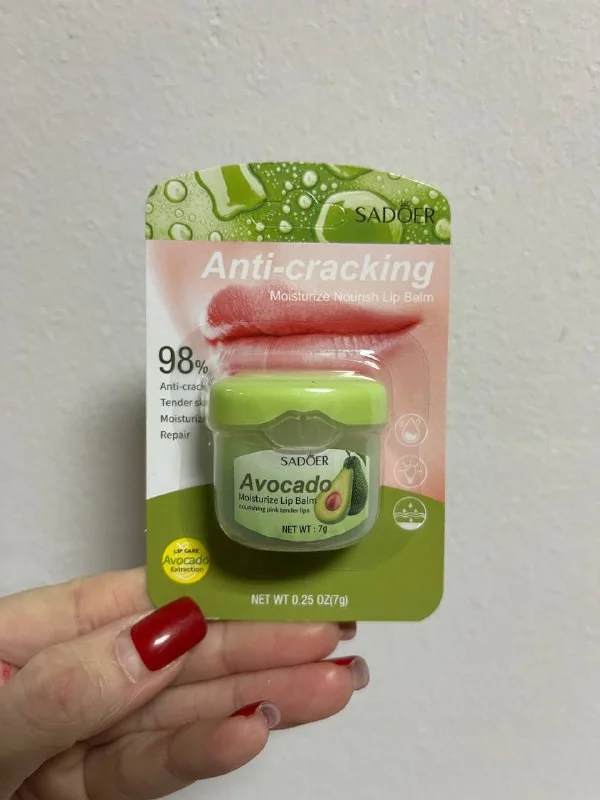 SADOER
Anti-cracking
Moisturize Nourish Lip Balm
98%
Anti-crack
Tender sk
Moisturiz
Repair
SADOER
Avocado
Moisturize Lip Balm
nourishing pink tender lips
NET WT : 7g
LIP CARE
Avocado
Extraction
NET WT 0.25 OZ(7g)